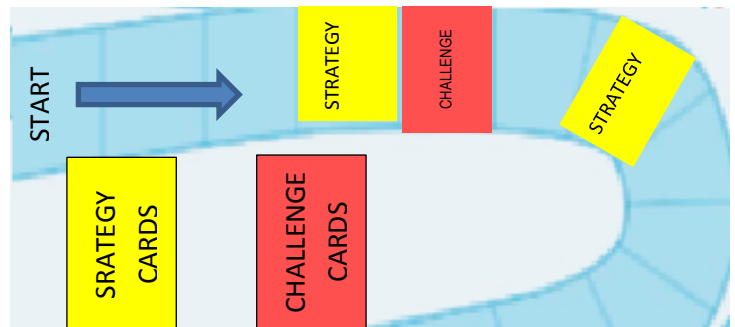 START
STRATEGY
CHALLENGE
STRATEGY
SRATEGY
CARDS
CHALLENGE
CARDS